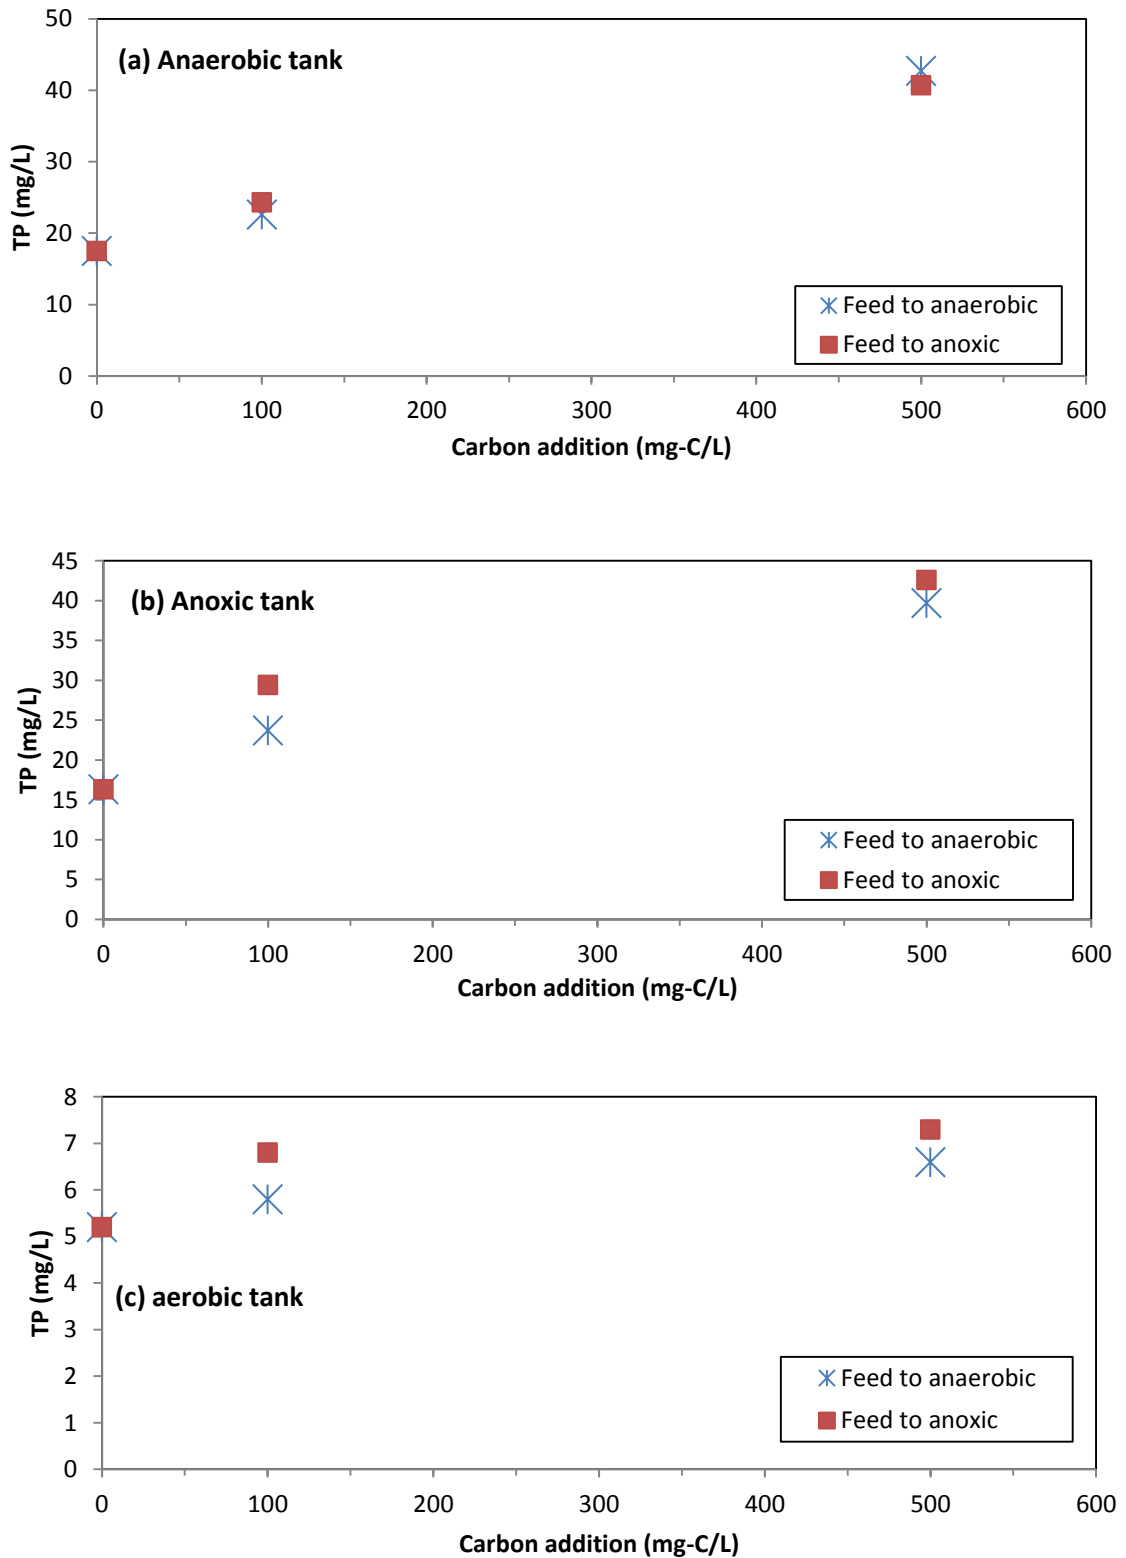 50
(a) Anaerobic tank
40
30
TP (mg/L)
20
10
Feed to anaerobic
Feed to anoxic
0
0 100 200 300 400 500 600
Carbon addition (mg-C/L)
45
(b) Anoxic tank
40
35
30
25
TP (mg/L)
20
15
10
Feed to anaerobic
5
Feed to anoxic
0
0 100 200 300 400 500 600
Carbon addition (mg-C/L)
8
7
6
5
TP (mg/L)
4
(c) aerobic tank
3
2
Feed to anaerobic
1
Feed to anoxic
0
0 100 200 300 400 500 600
Carbon addition (mg-C/L)